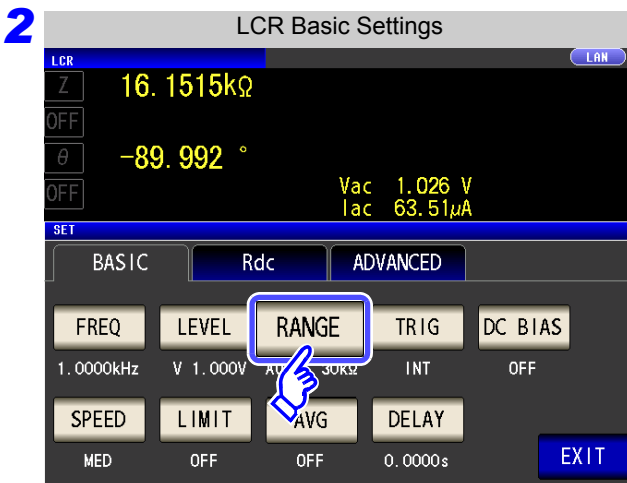 2
LCR Basic Settings
LCR LAN
Z 16.1515kΩ
OFF
θ -89.992 °
OFF
Vac 1.026 V
Iac 63.51μA
SET
BASIC Rdc ADVANCED
FREQ LEVEL RANGE TRIG DC BIAS
1.0000kHz V 1.000V 30kΩ INT OFF
SPEED LIMIT AVG DELAY
MED OFF OFF 0.0000s
EXIT